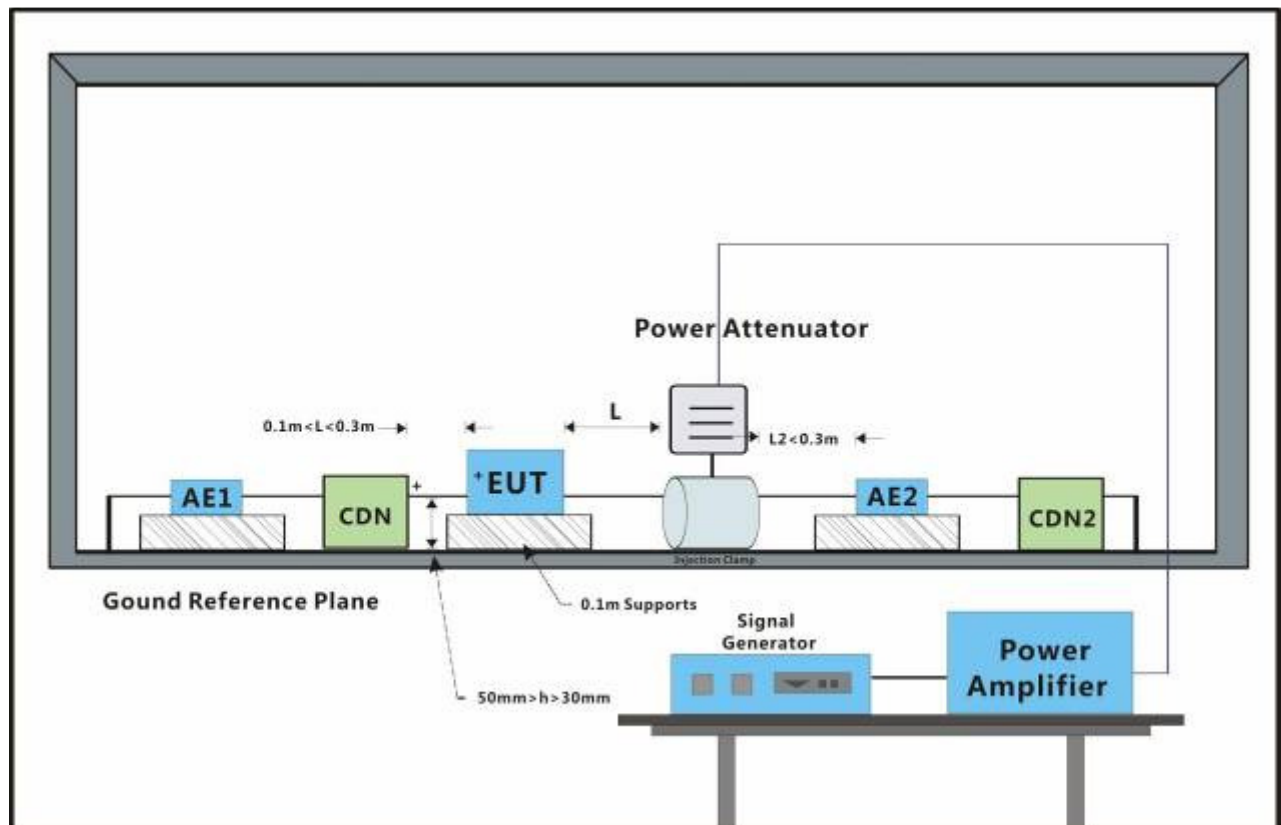 Power Attenuator
0.1m<L<0.3m
L
L2<0.3m
AE1
CDN
+
+EUT
AE2
CDN2
Injection Clamp
Gound Reference Plane
0.1m Supports
50mm>h>30mm
Signal
Generator
Power
Amplifier